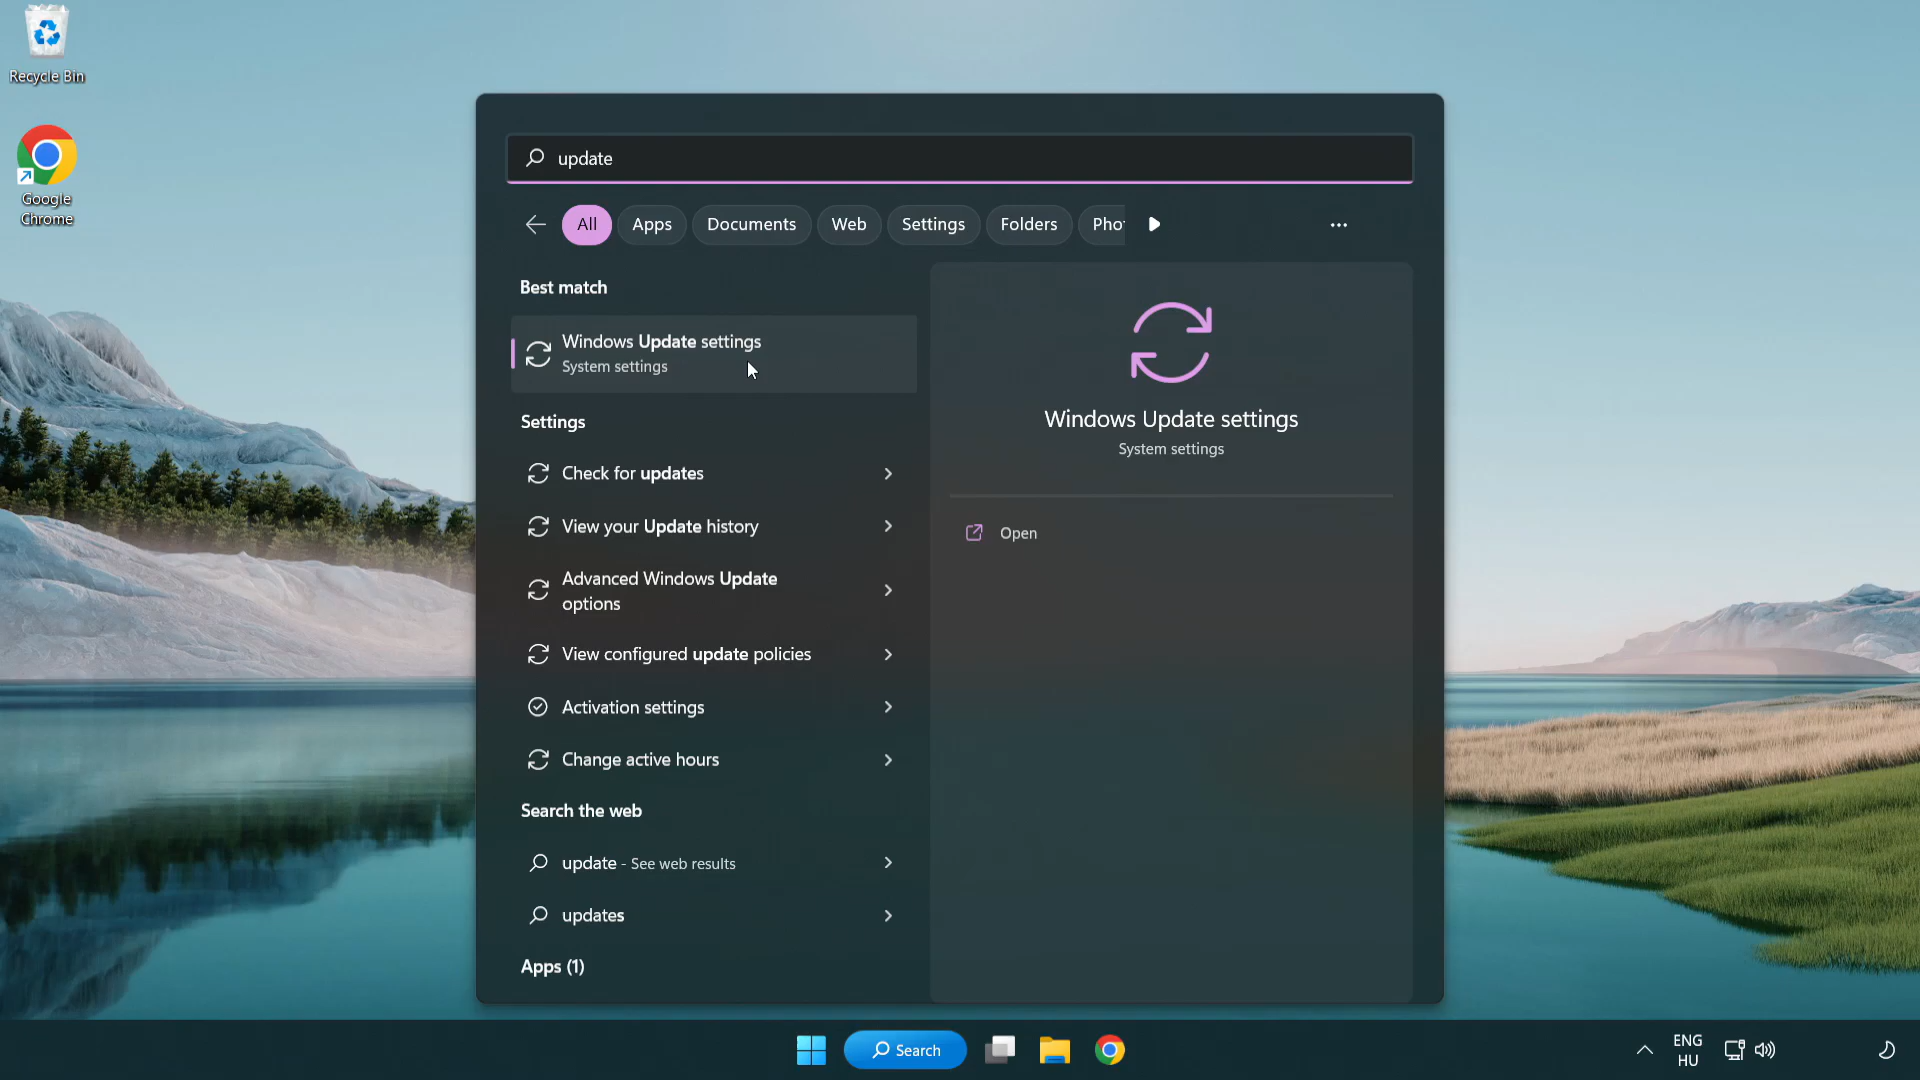 Recycle Bin
Google
Chrome
update
All
Apps
Documents
Web
Settings
Folders
Pho
Best match
Windows Update settings
System settings
Settings
Check for updates
View your Update history
Advanced Windows Update
options
View configured update policies
Activation settings
Change active hours
Search the web
update - See web results
updates
Apps (1)
Windows Update settings
System settings
Open
Search
ENG
HU